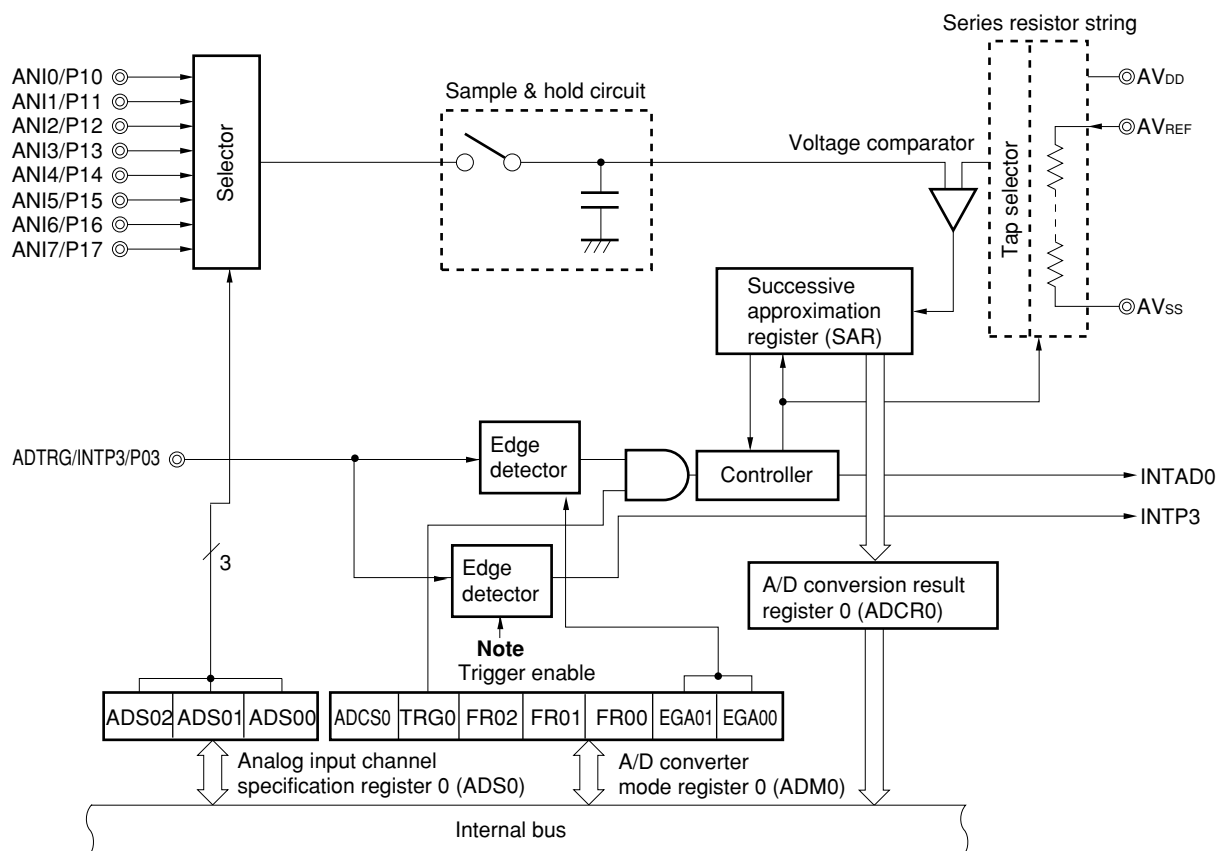 Series resistor string
ANI0/P10
ANI1/P11
ANI2/P12
ANI3/P13
ANI4/P14
ANI5/P15
ANI6/P16
ANI7/P17
Selector
Sample & hold circuit
Voltage comparator
Tap selector
AVDD
AVREF
AVSS
Successive
approximation
register (SAR)
ADTRG/INTP3/P03
Edge
detector
Controller
INTAD0
INTP3
3
Edge
detector
A/D conversion result
register 0 (ADCR0)
Note
Trigger enable
ADS02 ADS01 ADS00
ADCS0 TRG0 FR02 FR01 FR00 EGA01 EGA00
Analog input channel
specification register 0 (ADS0)
A/D converter
mode register 0 (ADM0)
Internal bus